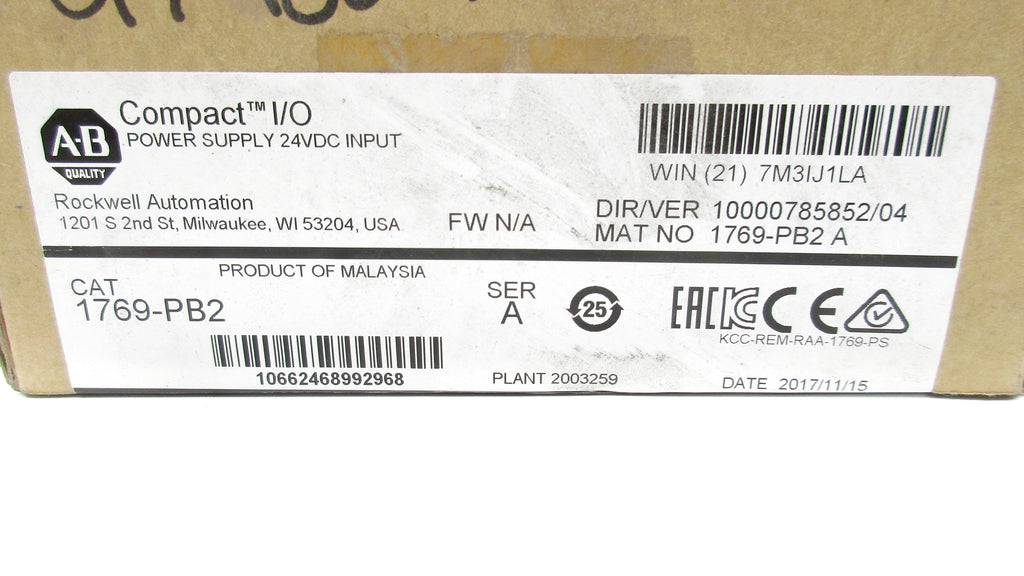 Compact™ I/O
POWER SUPPLY 24VDC INPUT
A-B
QUALITY
WIN (21) 7M3IJ1LA
Rockwell Automation
1201 S 2nd St, Milwaukee, WI 53204, USA
FW N/A
DIR/VER 10000785852/04
MAT NO 1769-PB2 A
PRODUCT OF MALAYSIA
CAT
1769-PB2
SER
A
25
EAC KC CE
KCC-REM-RAA-1769-PS
10662468992968
PLANT 2003259
DATE 2017/11/15